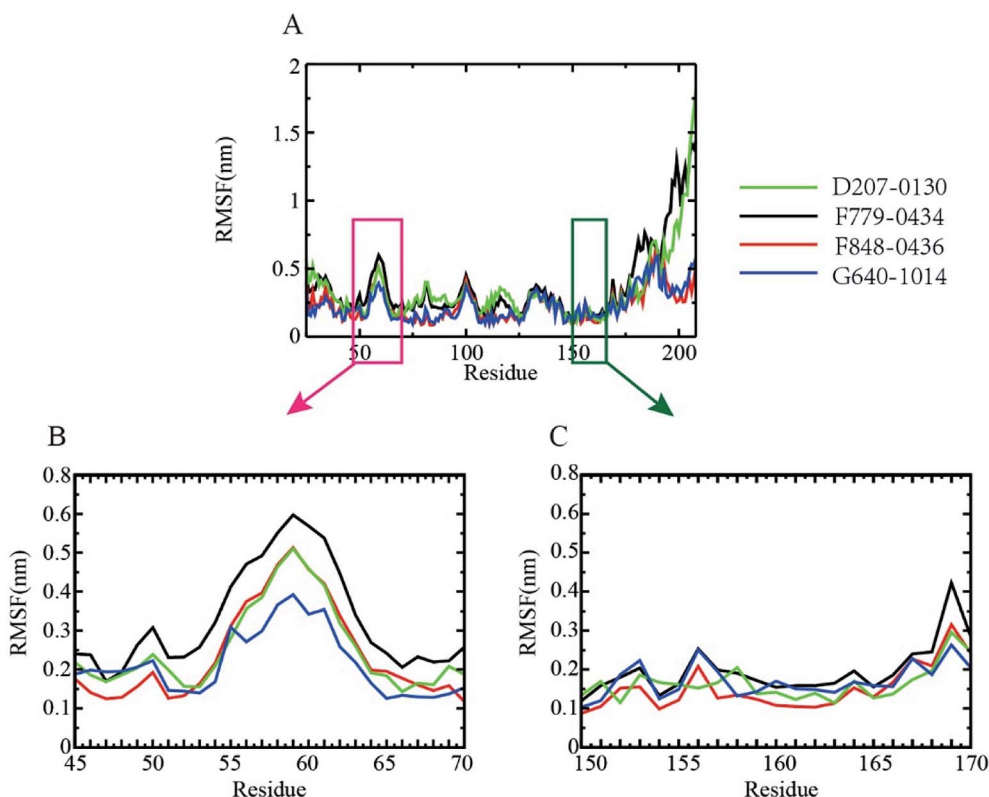 A
2
1.5
1
0.5
0
RMSF(nm)
50
100
150
200
Residue
D207-0130
F779-0434
F848-0436
G640-1014
B
0.8
0.7
0.6
0.5
0.4
0.3
0.2
0.1
0
RMSF(nm)
45
50
55
60
65
70
Residue
C
0.8
0.7
0.6
0.5
0.4
0.3
0.2
0.1
0
RMSF(nm)
150
155
160
165
170
Residue